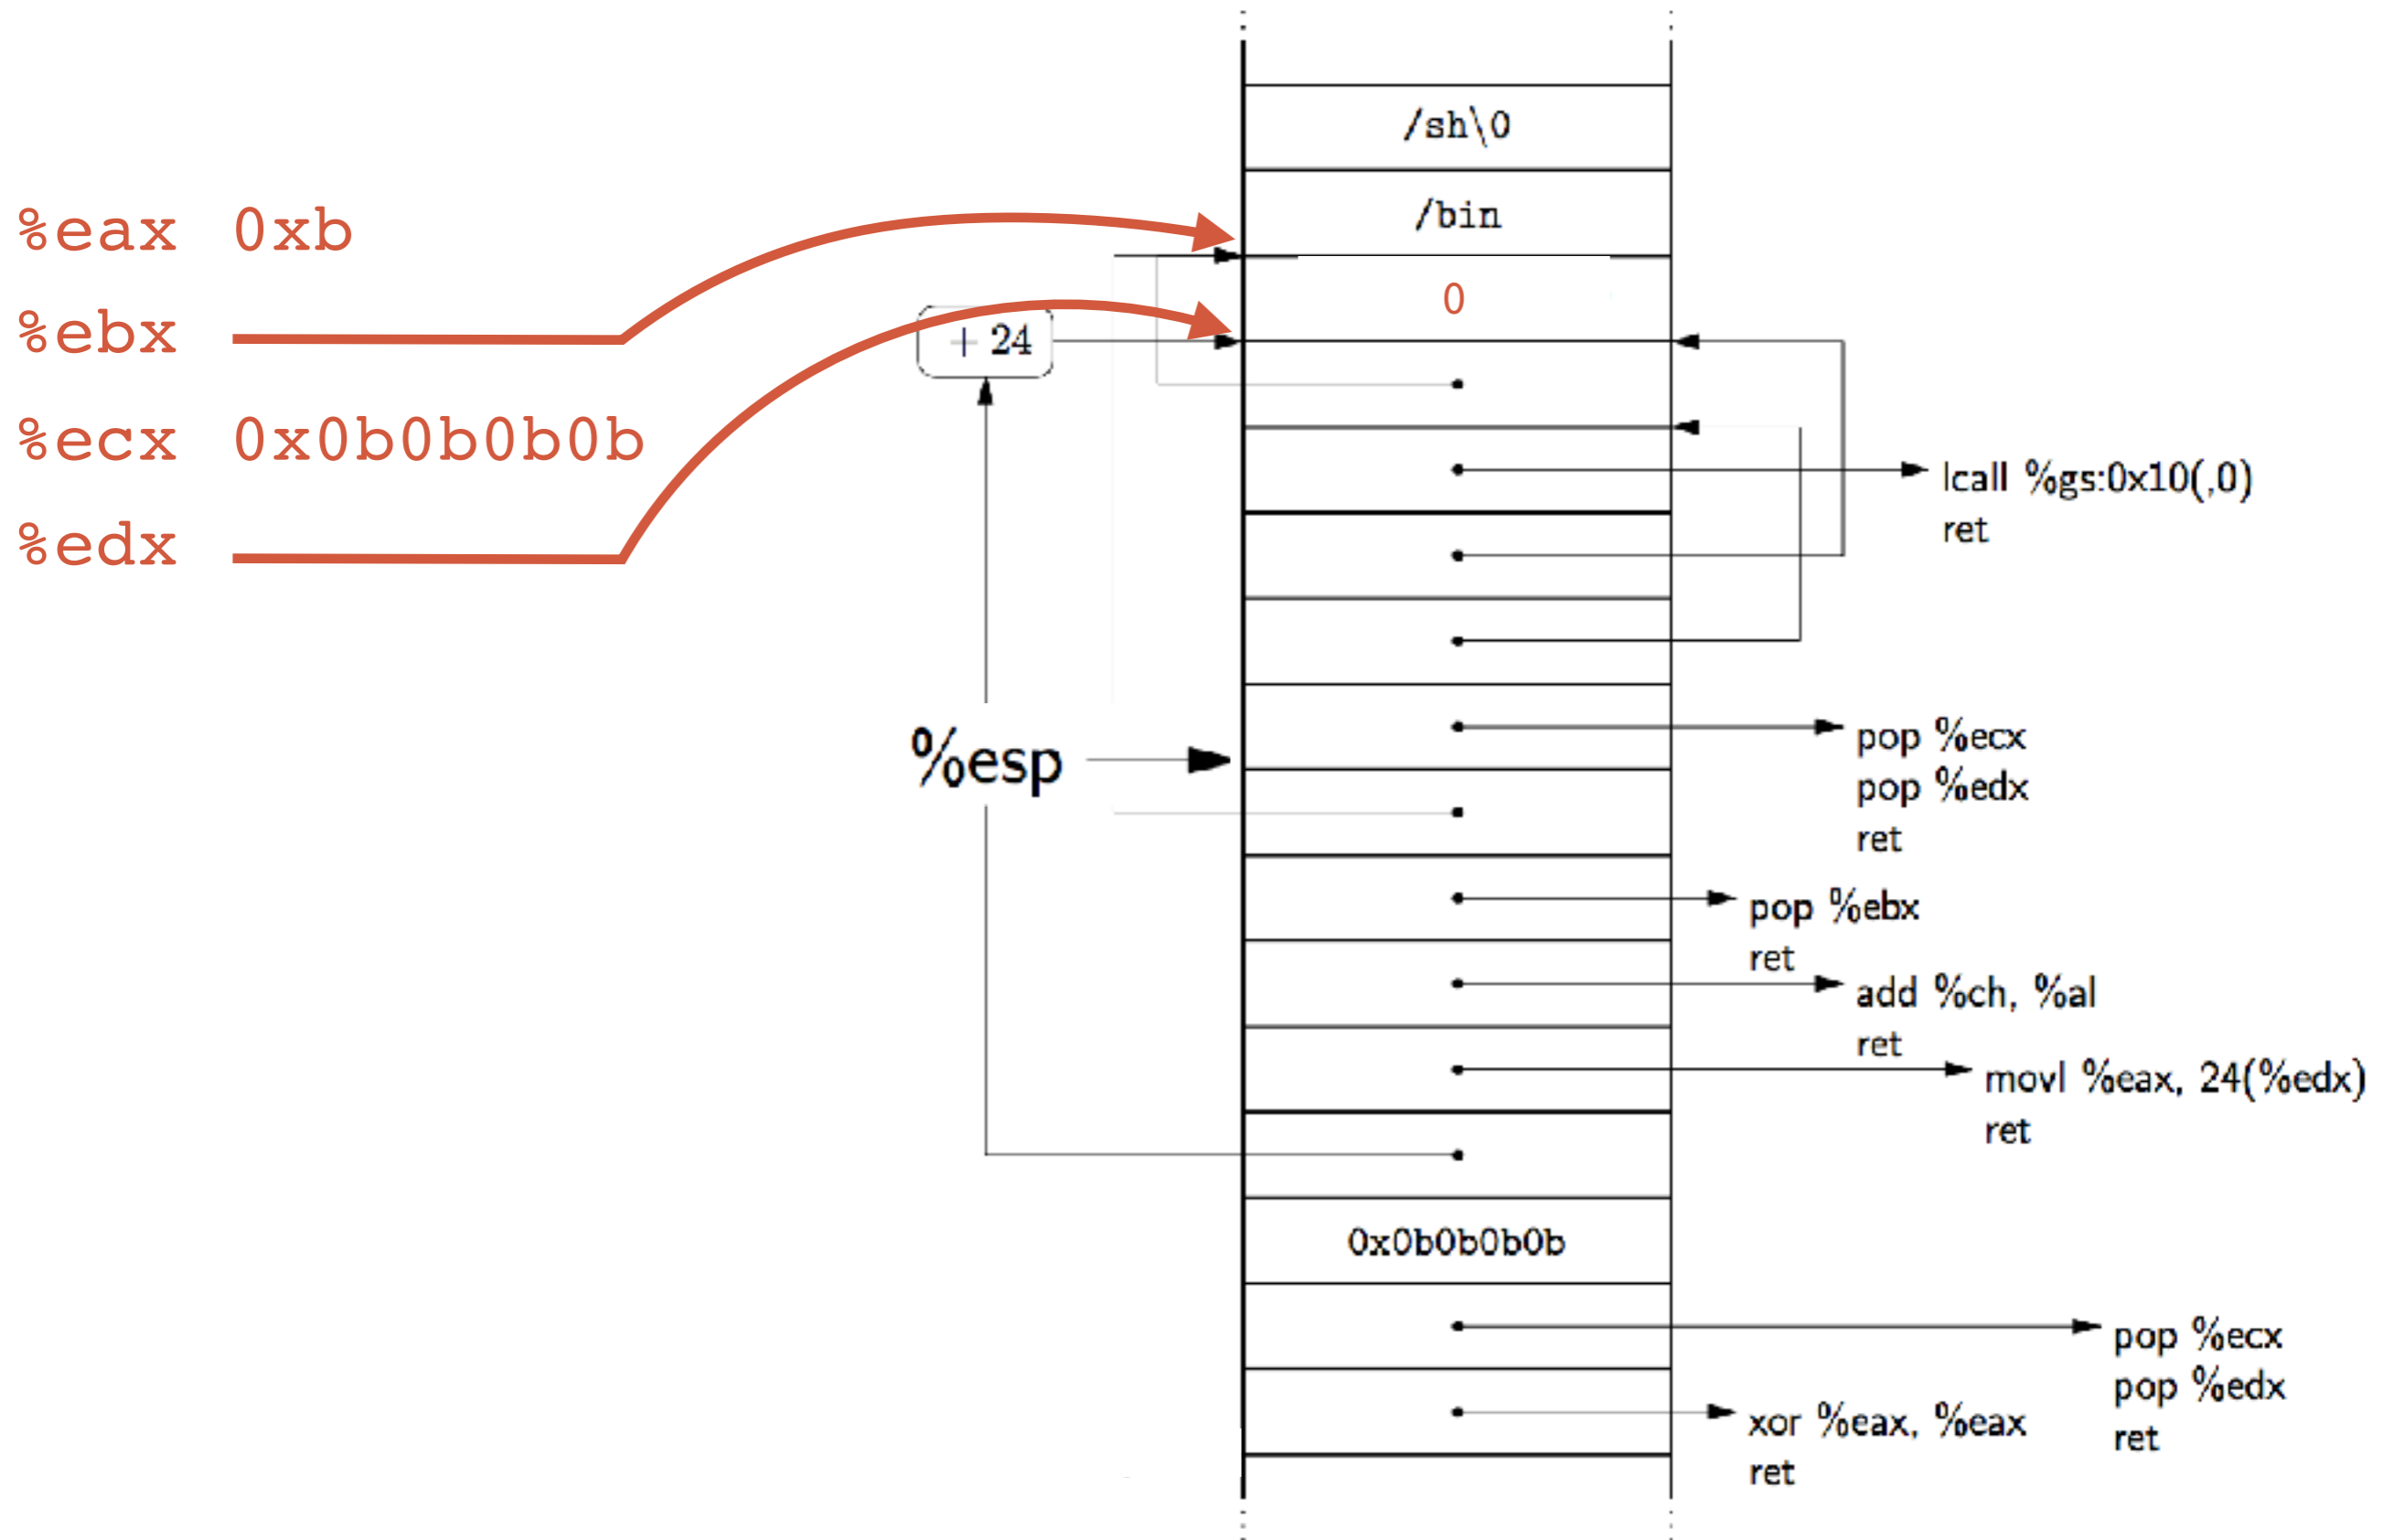 /sh\0
/bin
%eax 0xb
%ebx
0
+ 24
%ecx 0x0b0b0b0b
lcall %gs:0x10(,0)
ret
%edx
pop %ecx
pop %edx
ret
%esp
pop %ebx
ret
add %ch, %al
ret
movl %eax, 24(%edx)
ret
0x0b0b0b0b
pop %ecx
pop %edx
ret
xor %eax, %eax
ret